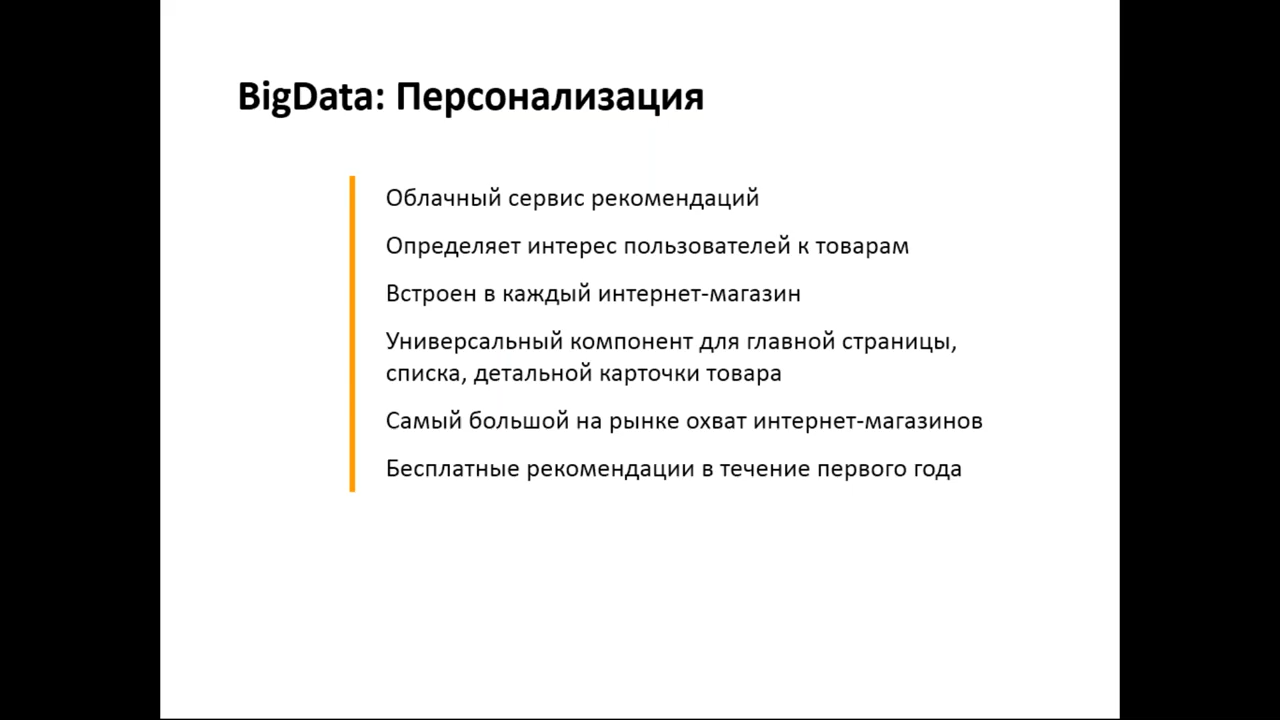 BigData: Персонализация
Облачный сервис рекомендаций
Определяет интерес пользователей к товарам
Встроен в каждый интернет-магазин
Универсальный компонент для главной страницы,
списка, детальной карточки товара
Самый большой на рынке охват интернет-магазинов
Бесплатные рекомендации в течение первого года